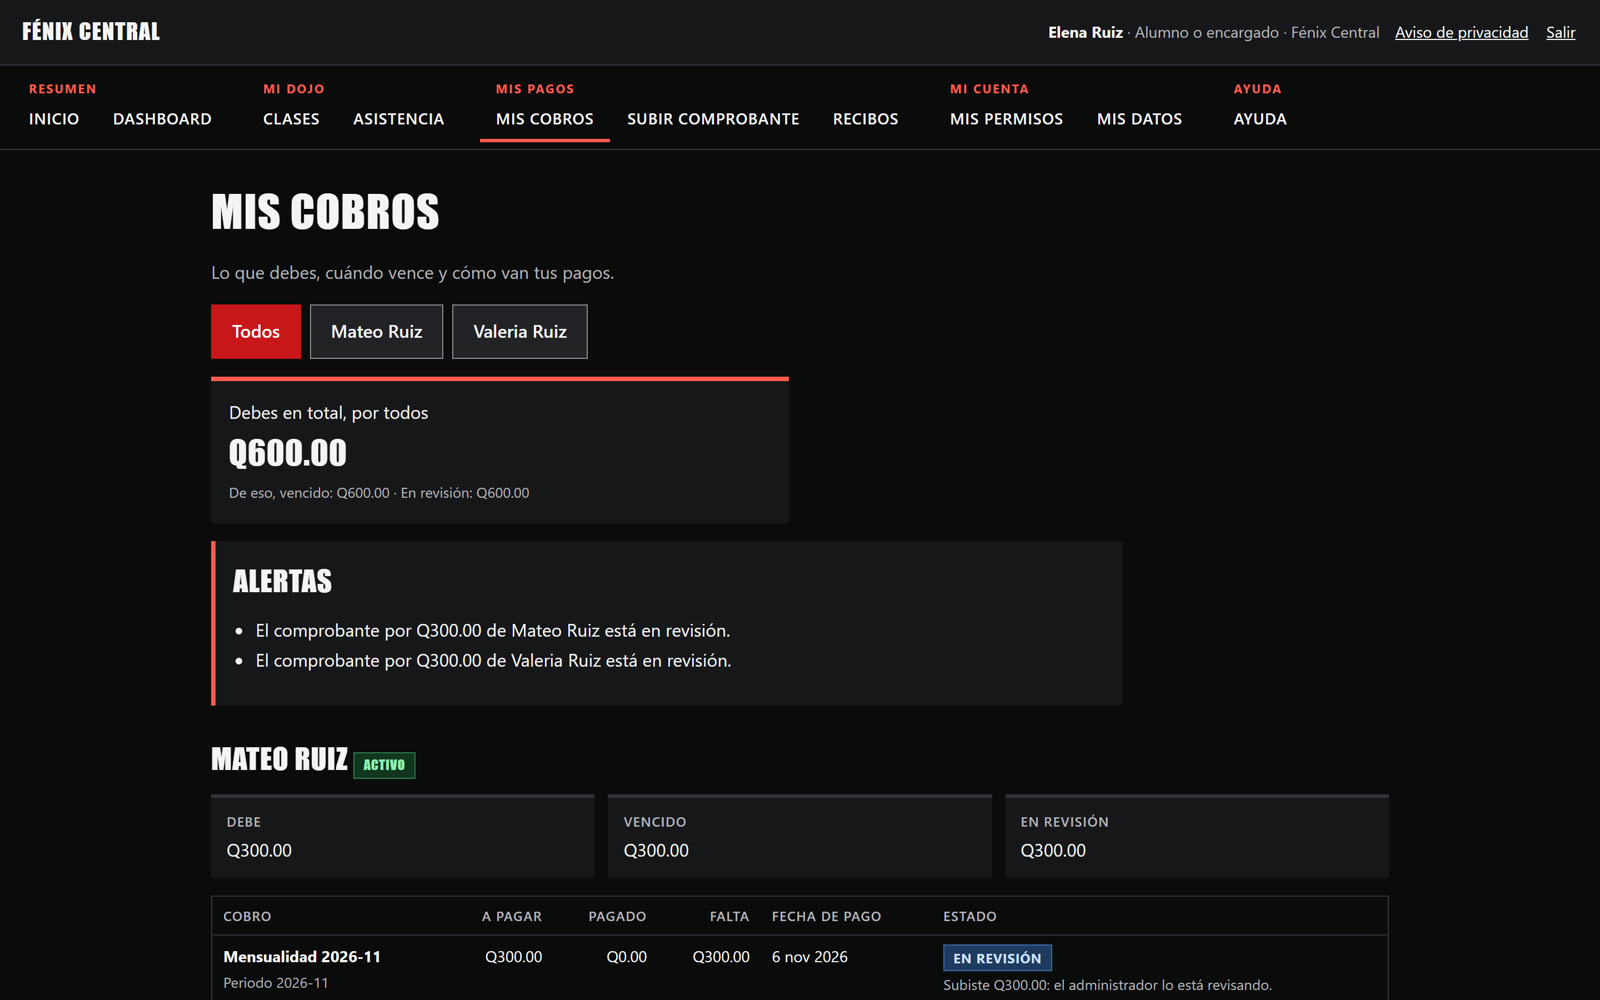 FÉNIX CENTRAL
Elena Ruiz · Alumno o encargado · Fénix Central Aviso de privacidad Salir
RESUMEN MI DOJO MIS PAGOS MI CUENTA AYUDA
INICIO DASHBOARD CLASES ASISTENCIA MIS COBROS SUBIR COMPROBANTE RECIBOS MIS PERMISOS MIS DATOS AYUDA
MIS COBROS
Lo que debes, cuándo vence y cómo van tus pagos.
Todos Mateo Ruiz Valeria Ruiz
Debes en total, por todos
Q600.00
De eso, vencido: Q600.00 · En revisión: Q600.00
ALERTAS
• El comprobante por Q300.00 de Mateo Ruiz está en revisión.
• El comprobante por Q300.00 de Valeria Ruiz está en revisión.
MATEO RUIZ ACTIVO
DEBE VENCIDO EN REVISIÓN
Q300.00 Q300.00 Q300.00
COBRO A PAGAR PAGADO FALTA FECHA DE PAGO ESTADO
Mensualidad 2026-11 Q300.00 Q0.00 Q300.00 6 nov 2026 EN REVISIÓN
Periodo 2026-11 Subiste Q300.00: el administrador lo está revisando.